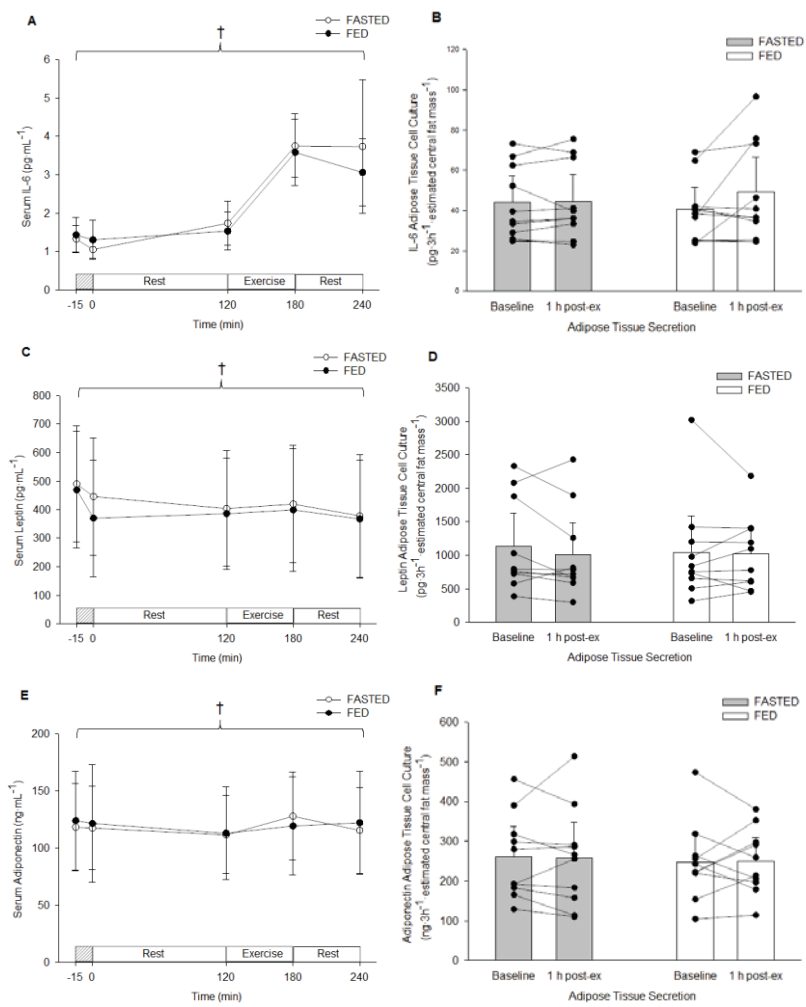 A
FASTED
FED
†
Serum IL-6 (pg·mL⁻¹)
6
5
4
3
2
1
0
Rest
Exercise
Rest
-15 0 120 180 240
Time (min)
B
FASTED
FED
IL-6 Adipose Tissue Cell Culture
(pg·3h⁻¹·estimated central fat mass⁻¹)
120
100
80
60
40
20
0
Baseline 1 h post-ex Baseline 1 h post-ex
Adipose Tissue Secretion
C
FASTED
FED
†
Serum Leptin (pg·mL⁻¹)
800
700
600
500
400
300
200
100
0
Rest
Exercise
Rest
-15 0 120 180 240
Time (min)
D
FASTED
FED
Leptin Adipose Tissue Cell Culture
(pg·3h⁻¹·estimated central fat mass⁻¹)
3500
3000
2500
2000
1500
1000
500
0
Baseline 1 h post-ex Baseline 1 h post-ex
Adipose Tissue Secretion
E
FASTED
FED
†
Serum Adiponectin (ng·mL⁻¹)
200
150
100
50
0
Rest
Exercise
Rest
-15 0 120 180 240
Time (min)
F
FASTED
FED
Adiponectin Adipose Tissue Cell Culture
(ng·3h⁻¹·estimated central fat mass⁻¹)
600
500
400
300
200
100
0
Baseline 1 h post-ex Baseline 1 h post-ex
Adipose Tissue Secretion